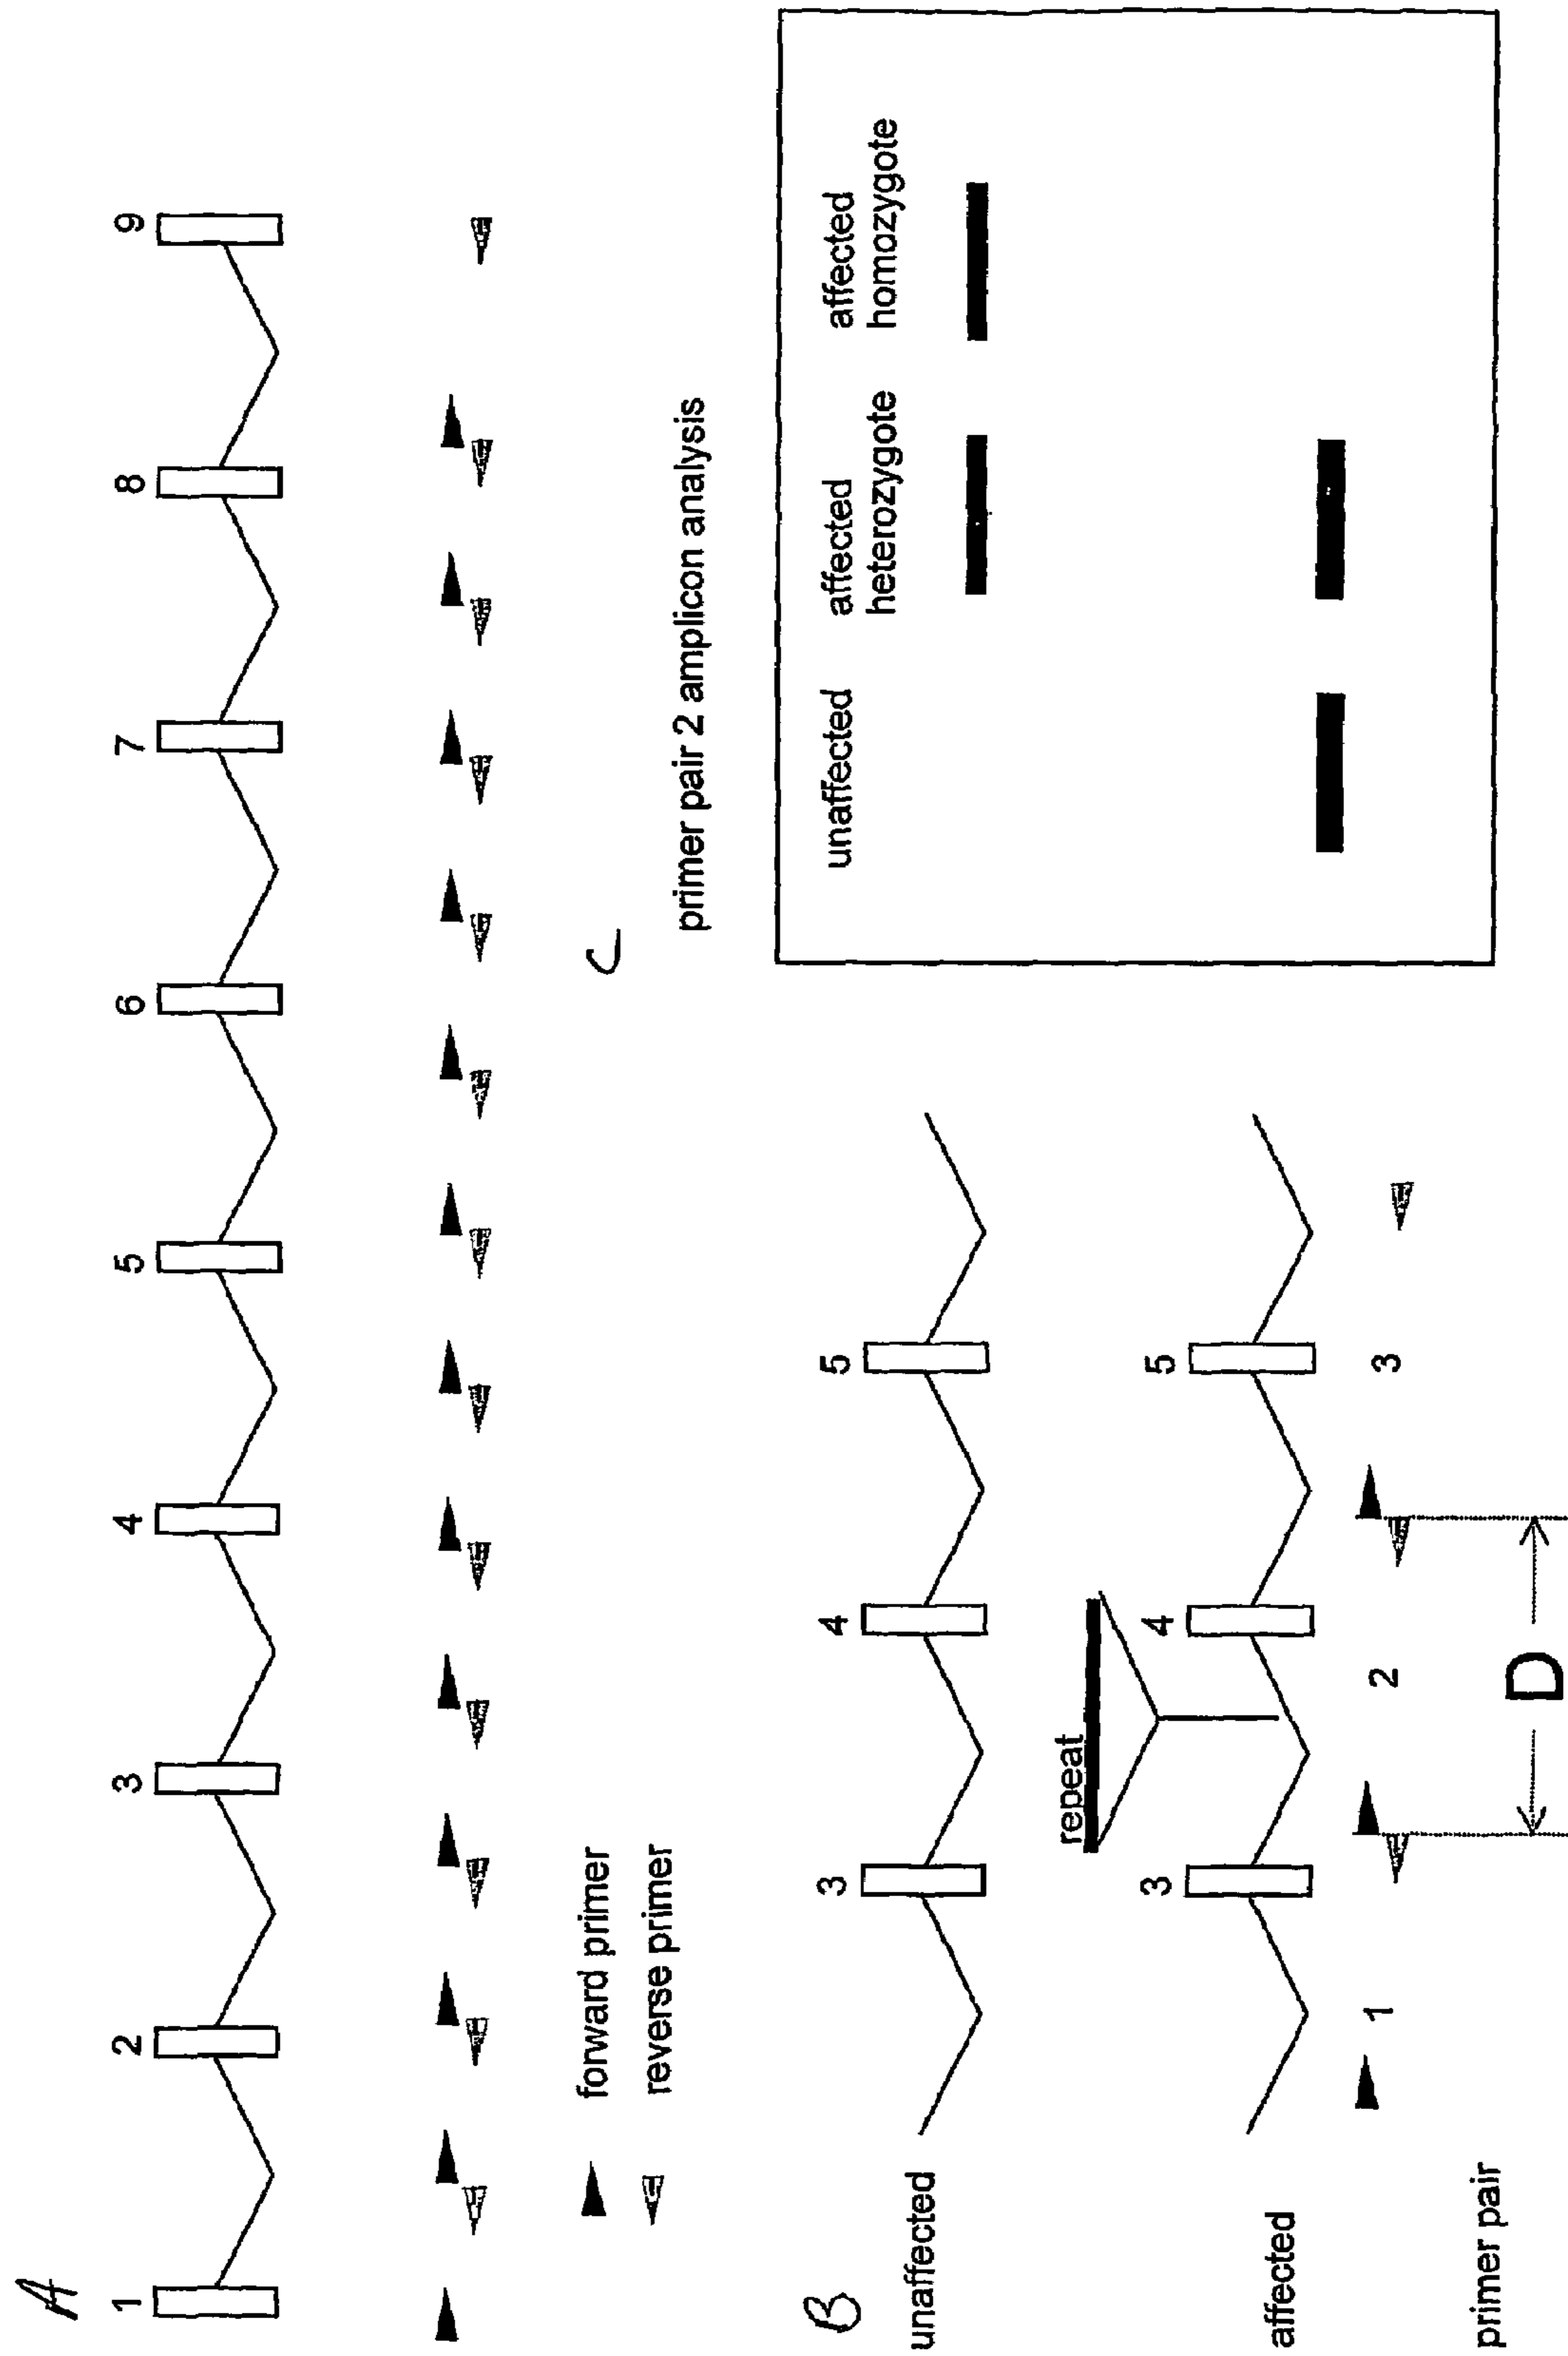 A
1 2 3 4 5 6 7 8 9
forward primer
reverse primer
B
unaffected
3 4 5
repeat
affected
3 4 5
1 2 3
primer pair
D
C
primer pair 2 amplicon analysis
unaffected
affected heterozygote
affected homozygote